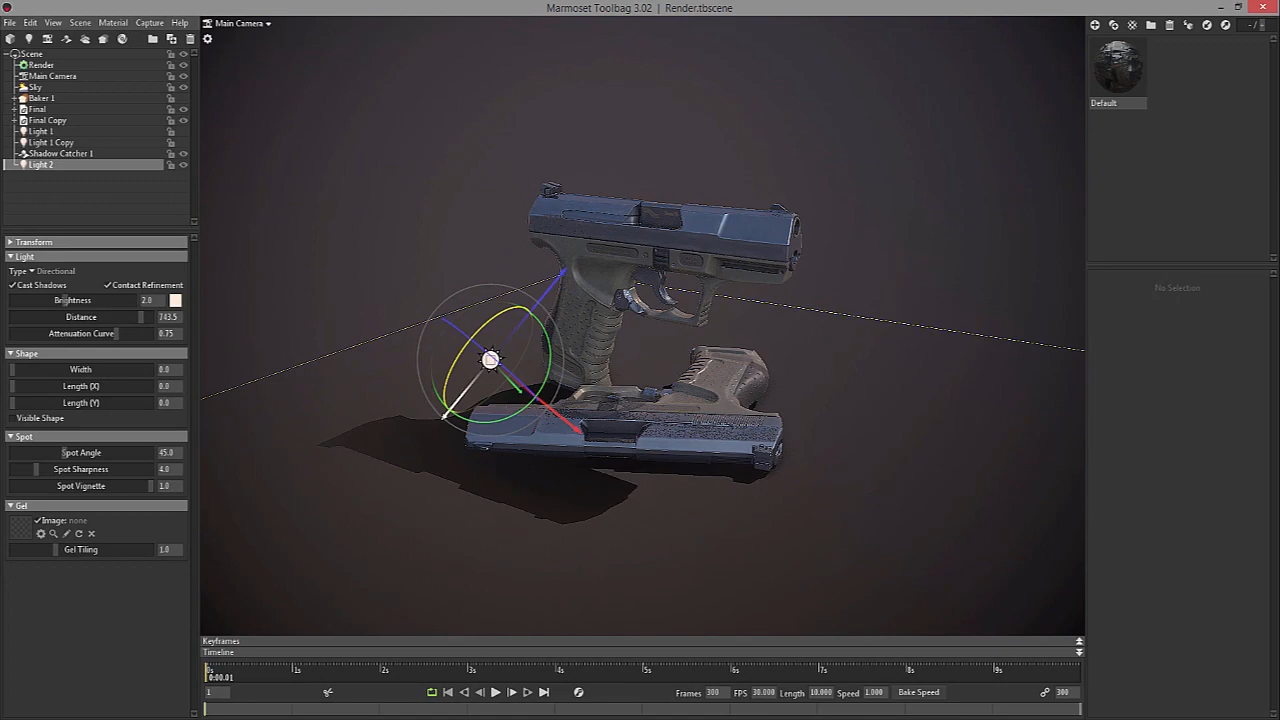 Marmoset Toolbag 3.02 | Render.tbscene
File Edit View Scene Material Capture Help
Main Camera
Scene
Render
Main Camera
Sky
Baker 1
Final
Final Copy
Light 1
Light 1 Copy
Shadow Catcher 1
Light 2
Default
No Selection
Transform
Light
Type Directional
Cast Shadows Contact Refinement
Brightness 2.0
Distance 743.5
Attenuation Curve 0.75
Shape
Width 0.0
Length (X) 0.0
Length (Y) 0.0
Visible Shape
Spot
Spot Angle 45.0
Spot Sharpness 4.0
Spot Vignette 1.0
Gel
Image: none
Gel Tiling 1.0
Keyframes
Timeline
0s 1s 2s 3s 4s 5s 6s 7s 8s 9s
0:00.01
1 Frames 300 FPS 30.000 Length 10.000 Speed 1.000 Bake Speed 300